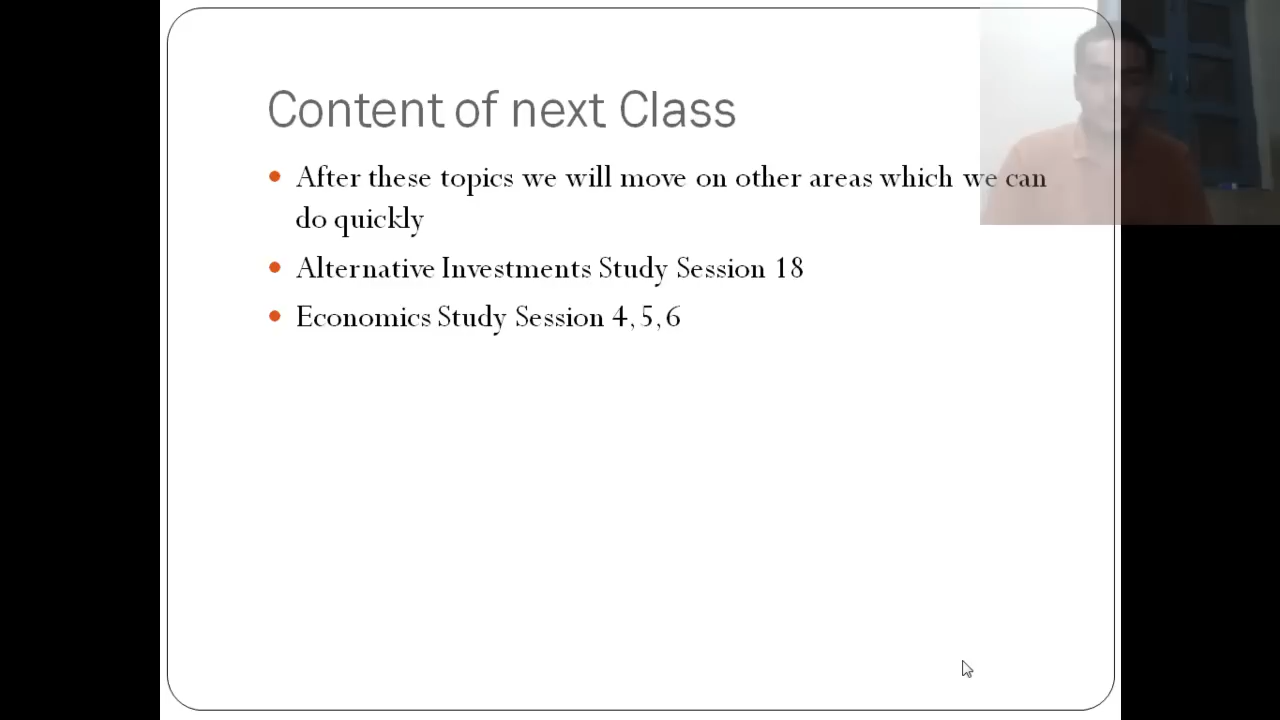 Content of next Class
After these topics we will move on other areas which we can
do quickly
Alternative Investments Study Session 18
Economics Study Session 4, 5, 6